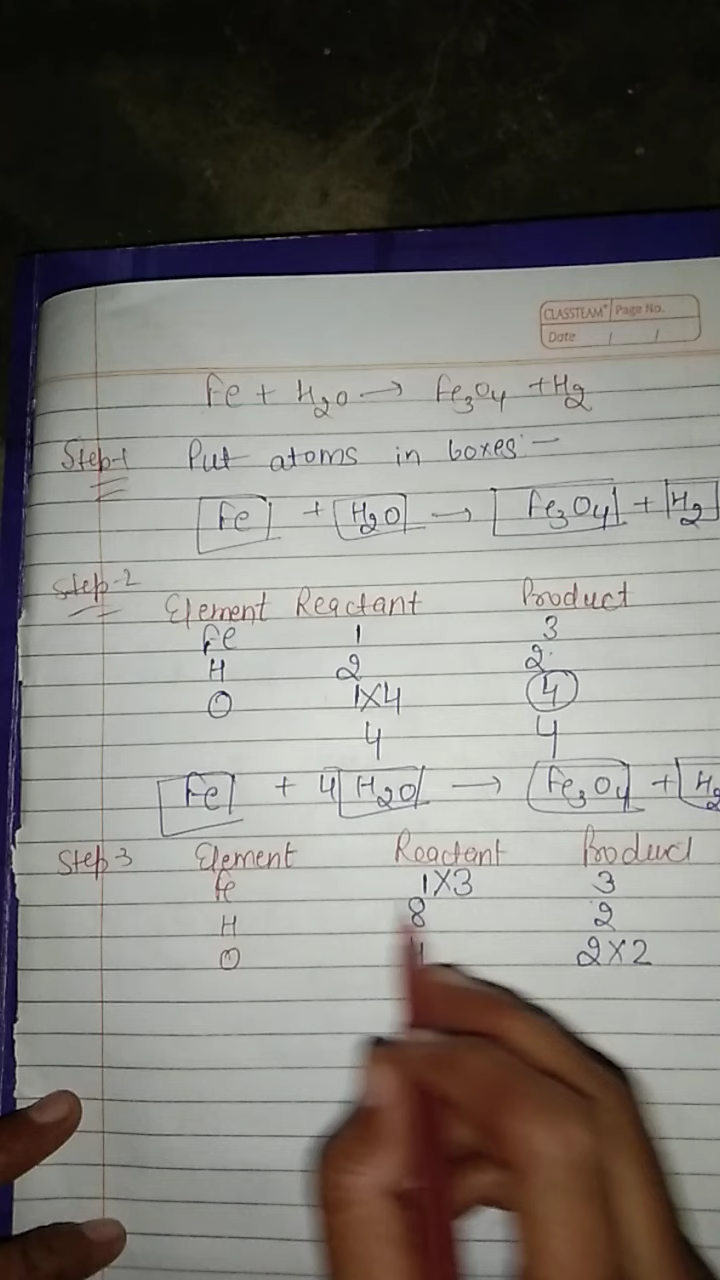 CLASSTEAM Page No.
Date / /
Fe + H2O → Fe3O4 + H2
Step-1 Put atoms in boxes:-
Fe + H2O → Fe3O4 + H2
Step-2
Element Reactant Product
Fe 1 3
H 2 2
O 1×4 4
4 4
Fe + 4 H2O → Fe3O4 + H2
Step 3 Element Reactant Product
Fe 1×3 3
H 8 2
O 2×2